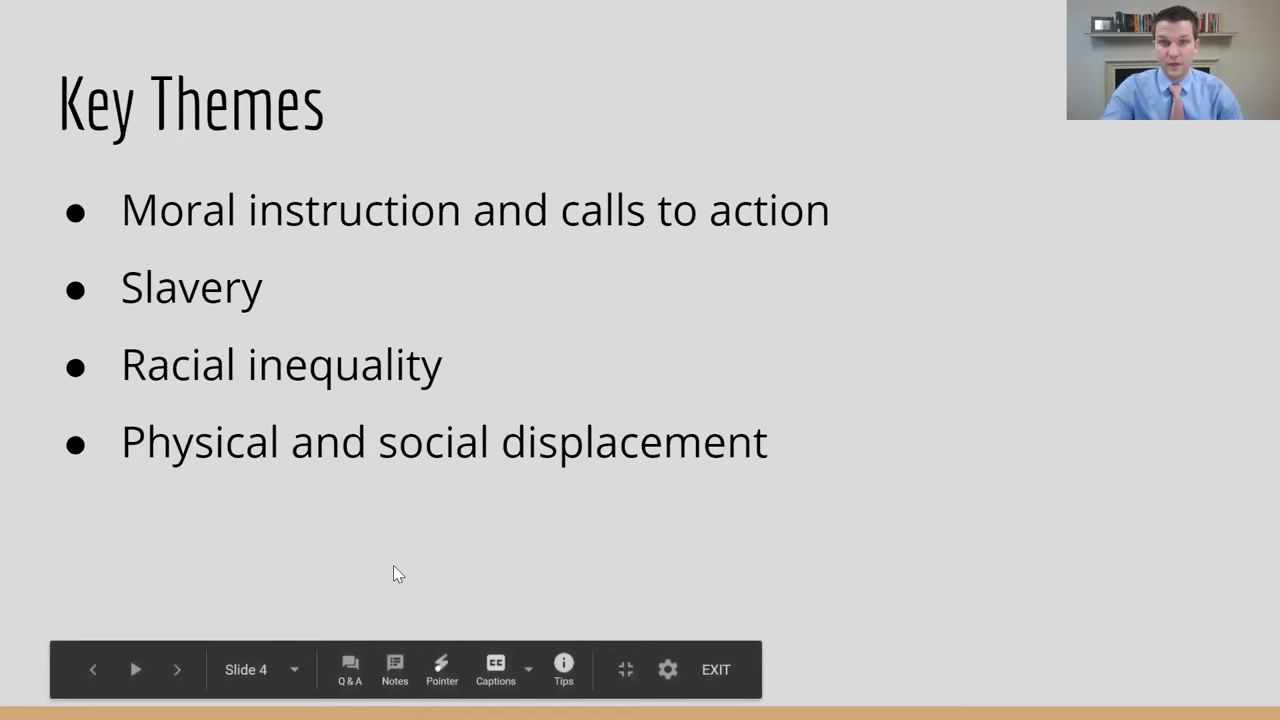 Key Themes
● Moral instruction and calls to action
● Slavery
● Racial inequality
● Physical and social displacement
Slide 4
Q & A
Notes
Pointer
CC
Captions
Tips
EXIT